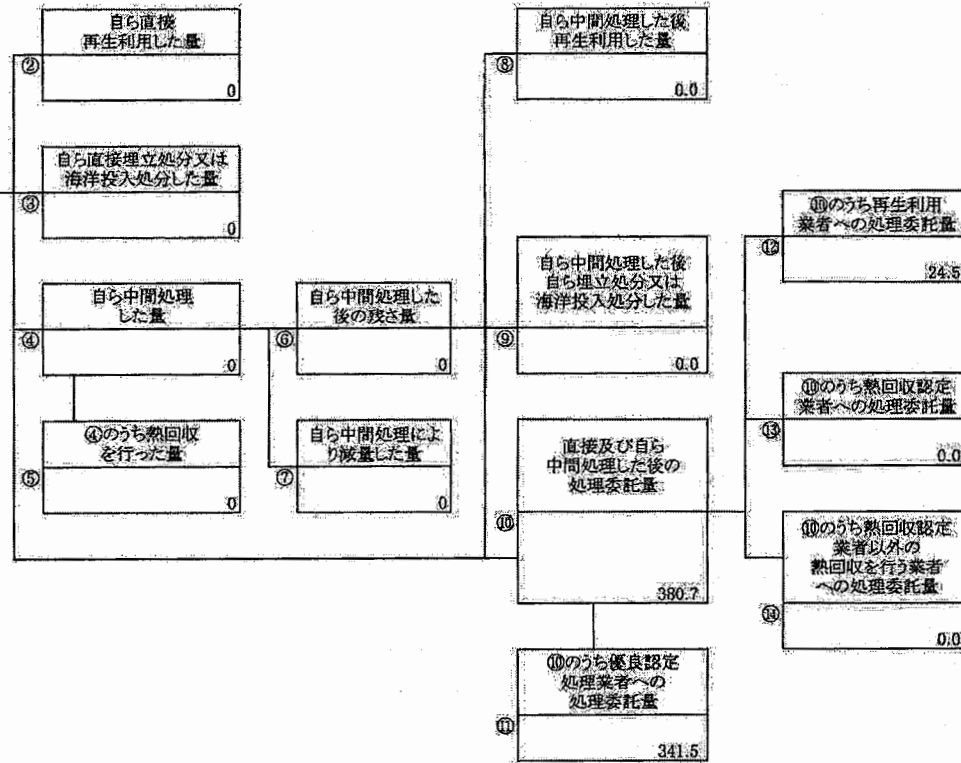 自ら直接
再生利用した量
②
0
自ら直接埋立処分又は
海洋投入処分した量
③
0
自ら中間処理
した量
④
0
④のうち熱回収
を行った量
⑤
0
自ら中間処理した
後の残さ量
⑥
0
自ら中間処理によ
り減量した量
⑦
0
自ら中間処理した後
再生利用した量
⑧
0.0
自ら中間処理した後
自ら埋立処分又は
海洋投入処分した量
⑨
0.0
直接及び自ら
中間処理した後の
処理委託量
⑩
380.7
⑩のうち優良認定
処理業者への
処理委託量
⑪
341.5
⑩のうち再生利用
業者への処理委託量
⑫
24.5
⑩のうち熱回収認定
業者への処理委託量
⑬
0.0
⑩のうち熱回収認定
業者以外の
熱回収を行う業者
への処理委託量
⑭
0.0